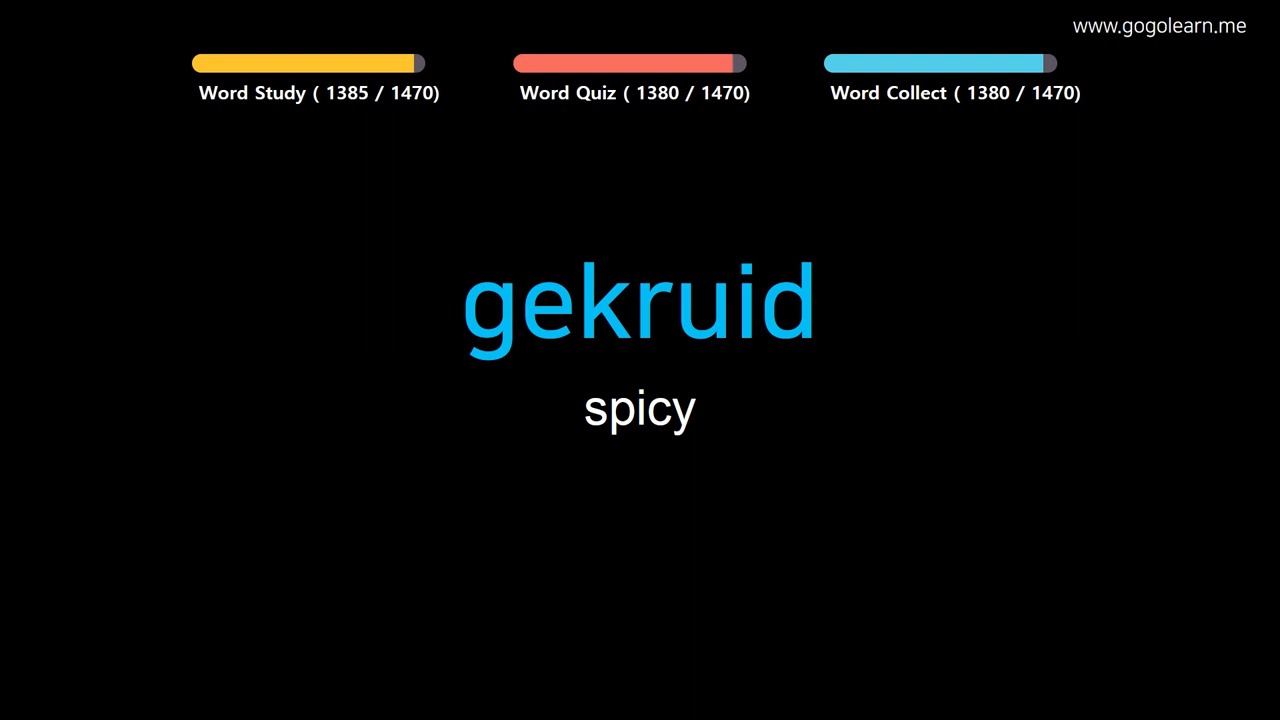 www.gogolearn.me
Word Study ( 1385 / 1470)
Word Quiz ( 1380 / 1470)
Word Collect ( 1380 / 1470)
gekruid
spicy